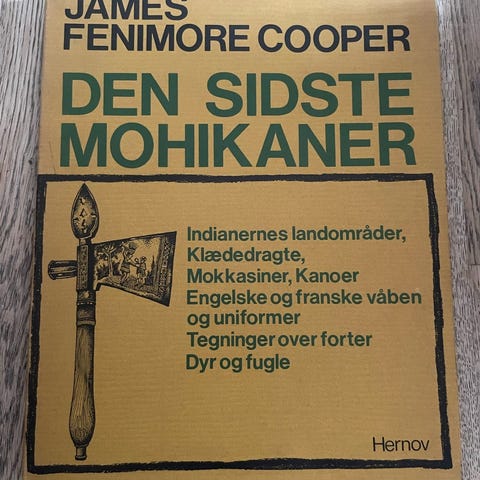 JAMES
FENIMORE COOPER
DEN SIDSTE
MOHIKANER
Indianernes landområder,
Klædedragte,
Mokkasiner, Kanoer
Engelske og franske våben
og uniformer
Tegninger over forter
Dyr og fugle
Hernov